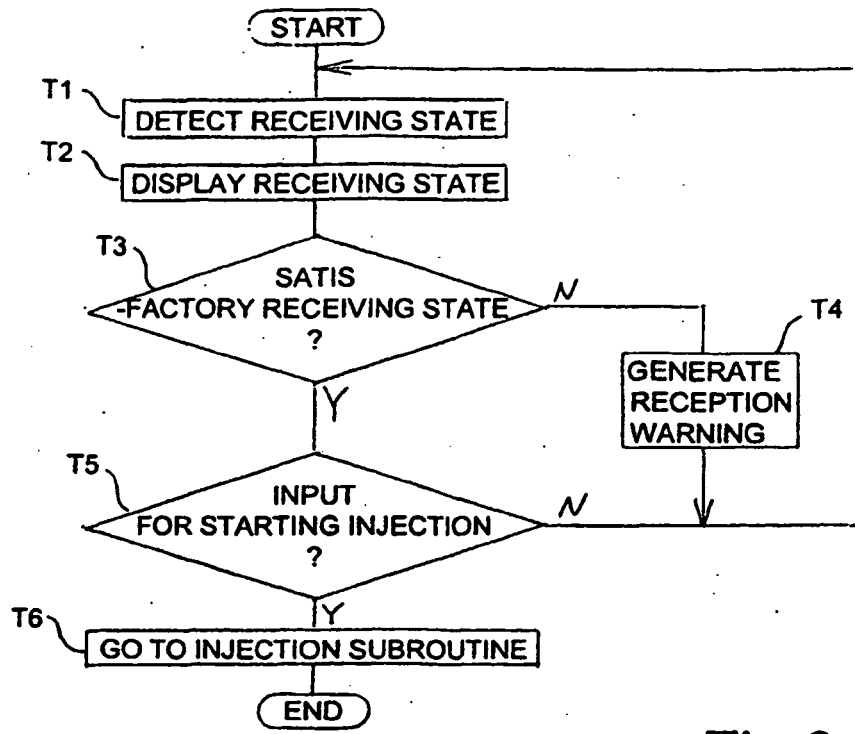 START
T1
DETECT RECEIVING STATE
T2
DISPLAY RECEIVING STATE
T3
SATIS
-FACTORY RECEIVING STATE
?
N
T4
GENERATE
RECEPTION
WARNING
Y
T5
INPUT
FOR STARTING INJECTION
?
N
Y
T6
GO TO INJECTION SUBROUTINE
END